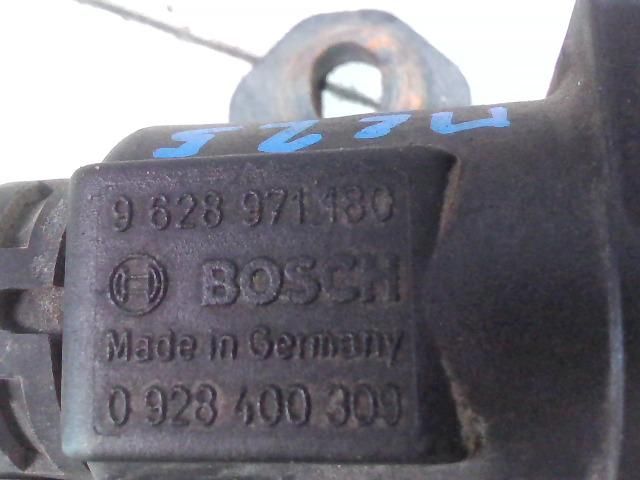 9 628 971 180
BOSCH
Made in Germany
0 928 400 309